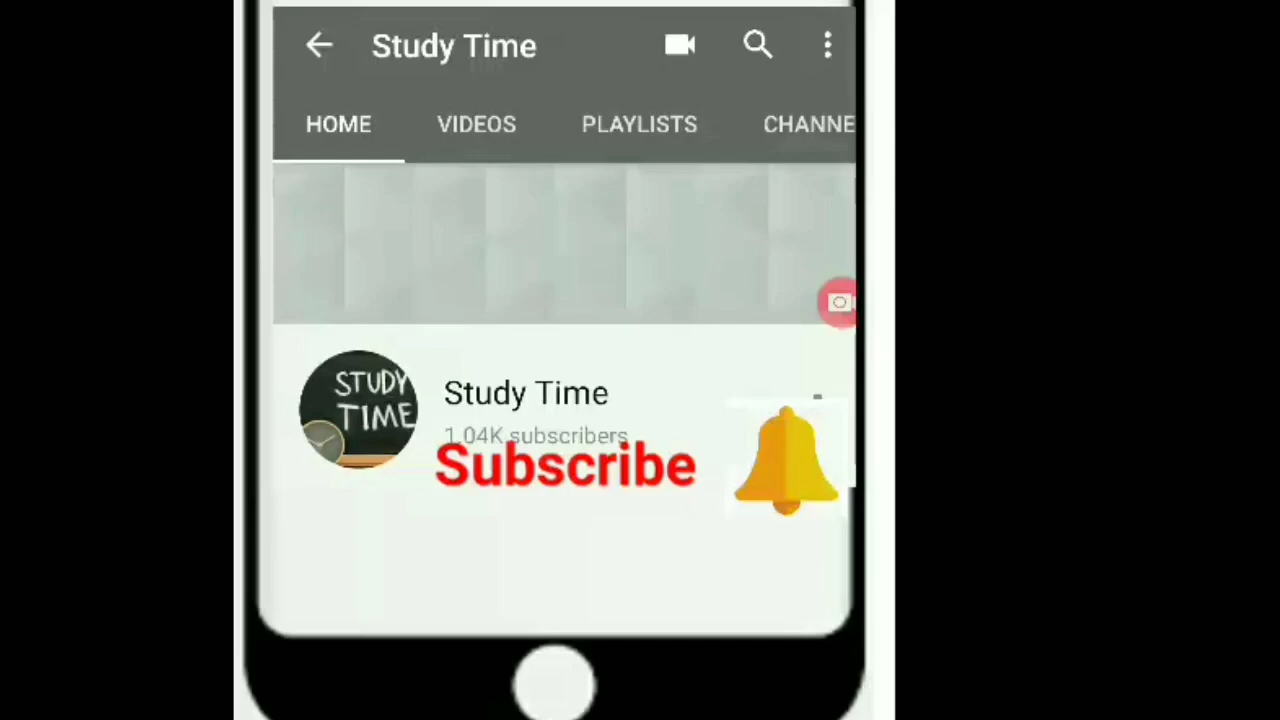 Study Time
HOME VIDEOS PLAYLISTS CHANNE
STUDY
TIME
Study Time
1.04K subscribers
Subscribe